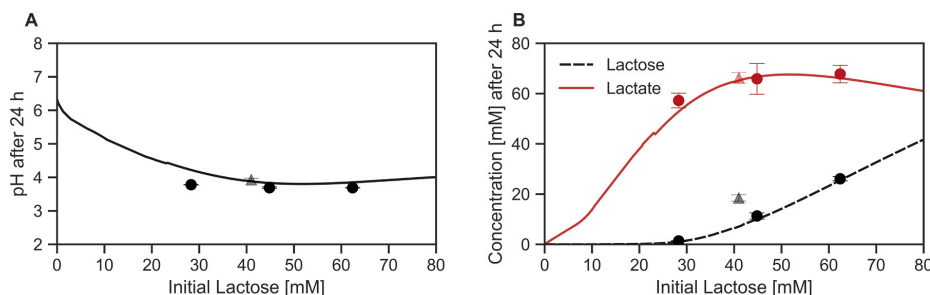 A
8
7
6
5
4
3
2
pH after 24 h
0 10 20 30 40 50 60 70 80
Initial Lactose [mM]
B
80
60
40
20
0
Concentration [mM] after 24 h
Lactose
Lactate
0 10 20 30 40 50 60 70 80
Initial Lactose [mM]